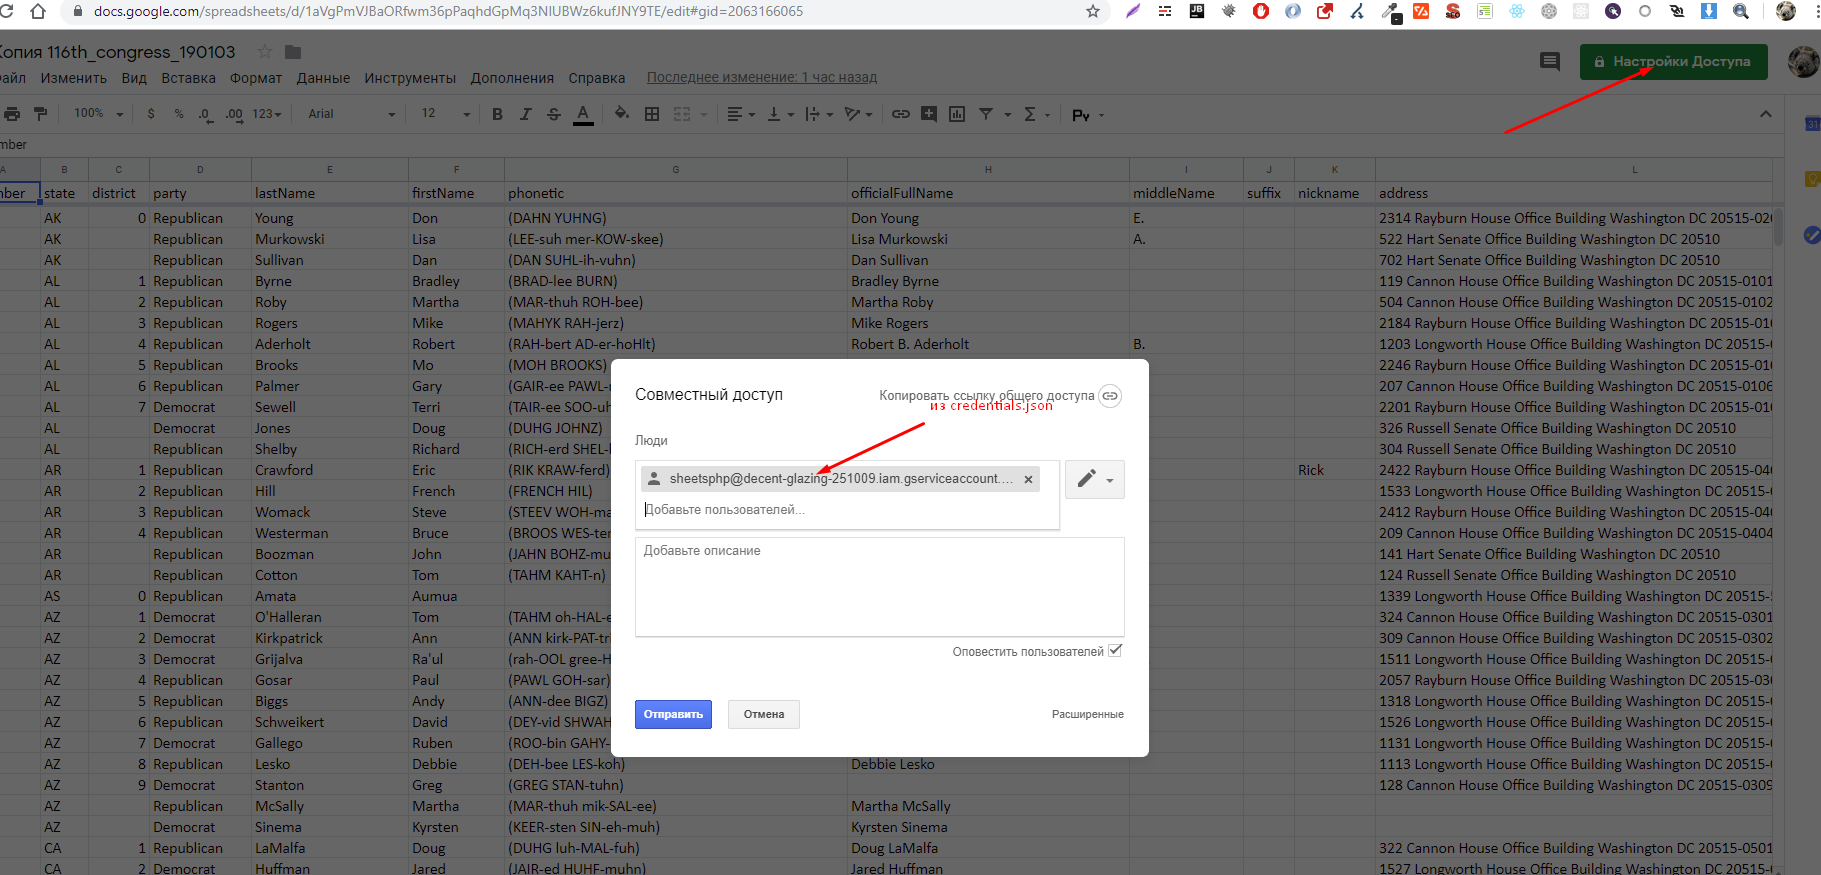 docs.google.com/spreadsheets/d/1aVgPmVJBaORfwm36pPaqhdGpMq3NIUBWz6kufJNY9TE/edit#gid=2063166065
Копия 116th_congress_190103
айл Изменить Вид Вставка Формат Данные Инструменты Дополнения Справка Последнее изменение: 1 час назад
Настройки Доступа
100% $ % .0 .00 123 Arial 12 B I S A Σ Ру
mber
A B C D E F G H I J K L
nber state district party lastName firstName phonetic officialFullName middleName suffix nickname address
AK 0 Republican Young Don (DAHN YUHNG) Don Young E. 2314 Rayburn House Office Building Washington DC 20515-020
AK Republican Murkowski Lisa (LEE-suh mer-KOW-skee) Lisa Murkowski A. 522 Hart Senate Office Building Washington DC 20510
AK Republican Sullivan Dan (DAN SUHL-ih-vuhn) Dan Sullivan 702 Hart Senate Office Building Washington DC 20510
AL 1 Republican Byrne Bradley (BRAD-lee BURN) Bradley Byrne 119 Cannon House Office Building Washington DC 20515-0101
AL 2 Republican Roby Martha (MAR-thuh ROH-bee) Martha Roby 504 Cannon House Office Building Washington DC 20515-0102
AL 3 Republican Rogers Mike (MAHYK RAH-jerz) Mike Rogers 2184 Rayburn House Office Building Washington DC 20515-010
AL 4 Republican Aderholt Robert (RAH-bert AD-er-hoHlt) Robert B. Aderholt B. 1203 Longworth House Office Building Washington DC 20515-
AL 5 Republican Brooks Mo (MOH BROOKS) 2246 Rayburn House Office Building Washington DC 20515-010
AL 6 Republican Palmer Gary (GAIR-ee PAWL- 207 Cannon House Office Building Washington DC 20515-0106
AL 7 Democrat Sewell Terri (TAIR-ee SOO-uh 2201 Rayburn House Office Building Washington DC 20515-010
AL Democrat Jones Doug (DUHG JOHNZ) 326 Russell Senate Office Building Washington DC 20510
AL Republican Shelby Richard (RICH-erd SHEL- 304 Russell Senate Office Building Washington DC 20510
AR 1 Republican Crawford Eric (RIK KRAW-ferd) Rick 2422 Rayburn House Office Building Washington DC 20515-040
AR 2 Republican Hill French (FRENCH HIL) 1533 Longworth House Office Building Washington DC 20515-
AR 3 Republican Womack Steve (STEEV WOH-ma 2412 Rayburn House Office Building Washington DC 20515-040
AR 4 Republican Westerman Bruce (BROOS WES-ter 209 Cannon House Office Building Washington DC 20515-0404
AR Republican Boozman John (JAHN BOHZ-mu 141 Hart Senate Office Building Washington DC 20510
AR Republican Cotton Tom (TAHM KAHT-n) 124 Russell Senate Office Building Washington DC 20510
AS 0 Republican Amata Aumua 1339 Longworth House Office Building Washington DC 20515-
AZ 1 Democrat O'Halleran Tom (TAHM oh-HAL-e 324 Cannon House Office Building Washington DC 20515-0301
AZ 2 Democrat Kirkpatrick Ann (ANN kirk-PAT-tri 309 Cannon House Office Building Washington DC 20515-0302
AZ 3 Democrat Grijalva Ra'ul (rah-OOL gree-H 1511 Longworth House Office Building Washington DC 20515-
AZ 4 Republican Gosar Paul (PAWL GOH-sar) 2057 Rayburn House Office Building Washington DC 20515-030
AZ 5 Republican Biggs Andy (ANN-dee BIGZ) 1318 Longworth House Office Building Washington DC 20515-
AZ 6 Republican Schweikert David (DEY-vid SHWAH 1526 Longworth House Office Building Washington DC 20515-
AZ 7 Democrat Gallego Ruben (ROO-bin GAHY- 1131 Longworth House Office Building Washington DC 20515-
AZ 8 Republican Lesko Debbie (DEH-bee LES-koh) Debbie Lesko 1113 Longworth House Office Building Washington DC 20515-
AZ 9 Democrat Stanton Greg (GREG STAN-tuhn) 128 Cannon House Office Building Washington DC 20515-0309
AZ Republican McSally Martha (MAR-thuh mik-SAL-ee) Martha McSally
AZ Democrat Sinema Kyrsten (KEER-sten SIN-eh-muh) Kyrsten Sinema
CA 1 Republican LaMalfa Doug (DUHG luh-MAL-fuh) Doug LaMalfa 322 Cannon House Office Building Washington DC 20515-0501
CA 2 Democrat Huffman Jared (JAIR-ed HUHF-muhn) Jared Huffman 1527 Longworth House Office Building Washington DC 20515-
Совместный доступ
Копировать ссылку общего доступа
из credentials.json
Люди
sheetsphp@decent-glazing-251009.iam.gserviceaccount....
Добавьте пользователей...
Добавьте описание
Оповестить пользователей
Отправить Отмена Расширенные